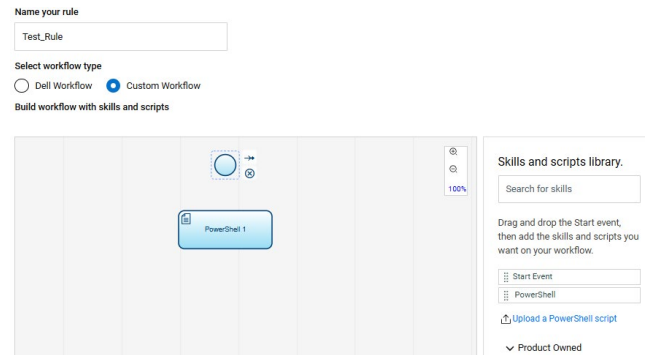 Name your rule
Test_Rule
Select workflow type
Dell Workflow
Custom Workflow
Build workflow with skills and scripts
100%
PowerShell 1
Skills and scripts library.
Search for skills
Drag and drop the Start event,
then add the skills and scripts you
want on your workflow.
Start Event
PowerShell
Upload a PowerShell script
Product Owned